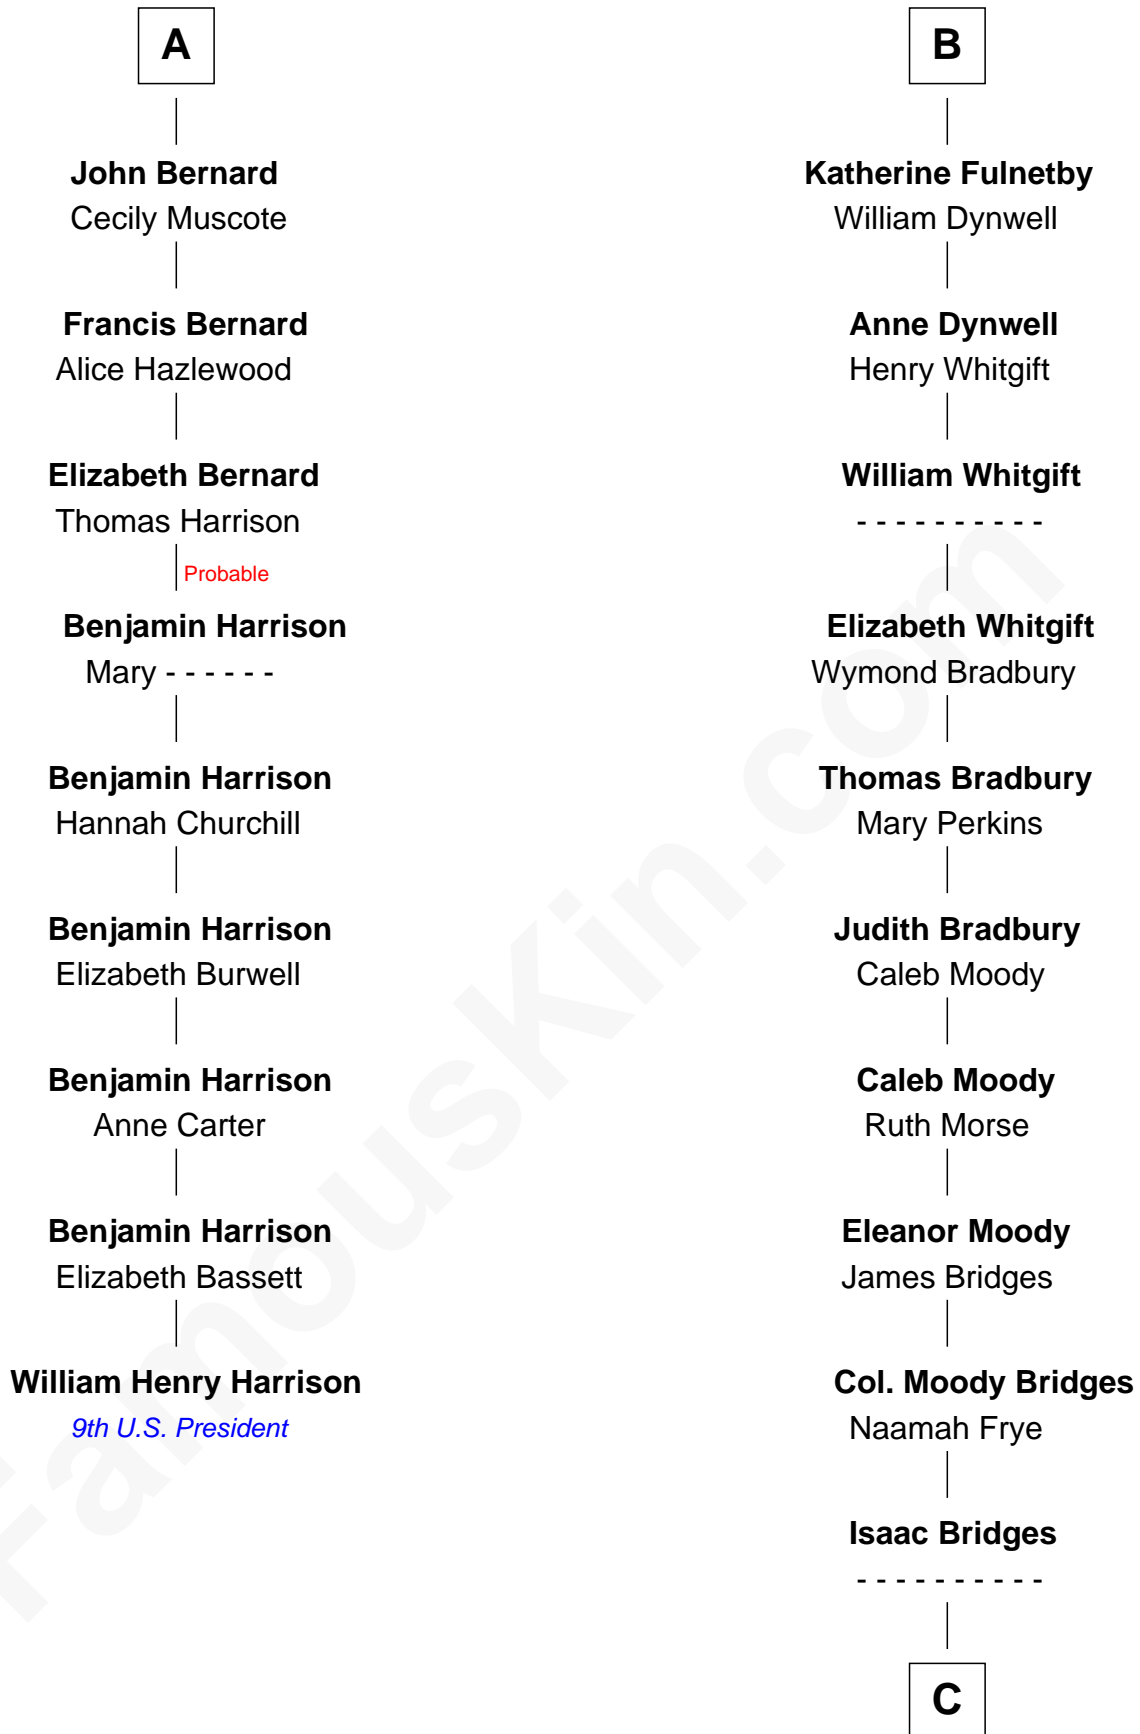 A
John Bernard
Cecily Muscote
Francis Bernard
Alice Hazlewood
Elizabeth Bernard
Thomas Harrison
Probable
Benjamin Harrison
Mary - - - - - -
Benjamin Harrison
Hannah Churchill
Benjamin Harrison
Elizabeth Burwell
Benjamin Harrison
Anne Carter
Benjamin Harrison
Elizabeth Bassett
William Henry Harrison
9th U.S. President
B
Katherine Fulnetby
William Dynwell
Anne Dynwell
Henry Whitgift
William Whitgift
- - - - - - - - - -
Elizabeth Whitgift
Wymond Bradbury
Thomas Bradbury
Mary Perkins
Judith Bradbury
Caleb Moody
Caleb Moody
Ruth Morse
Eleanor Moody
James Bridges
Col. Moody Bridges
Naamah Frye
Isaac Bridges
- - - - - - - - - -
C
FamousKin.com